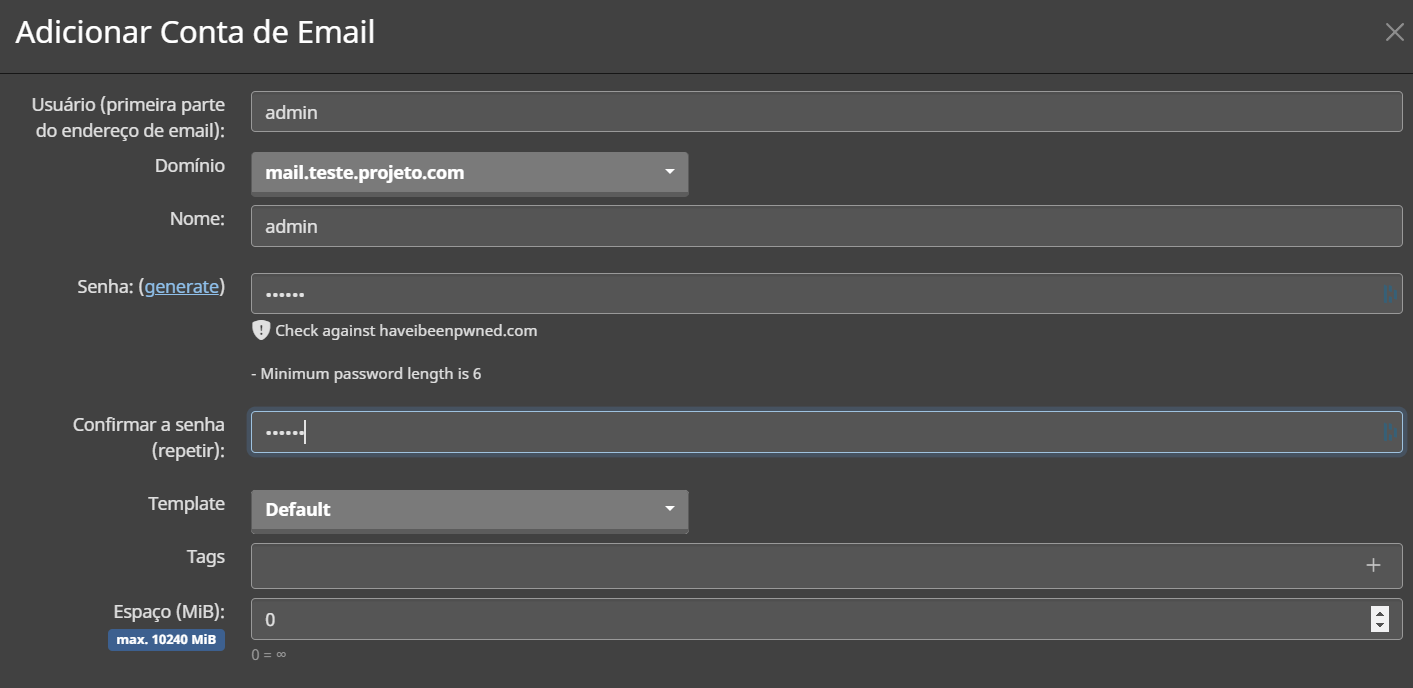 Adicionar Conta de Email
Usuário (primeira parte
do endereço de email):
admin
Domínio
mail.teste.projeto.com
Nome:
admin
Senha: (generate)
••••••
Check against haveibeenpwned.com
- Minimum password length is 6
Confirmar a senha
(repetir):
••••••
Template
Default
Tags
Espaço (MiB):
max. 10240 MiB
0
0 = ∞